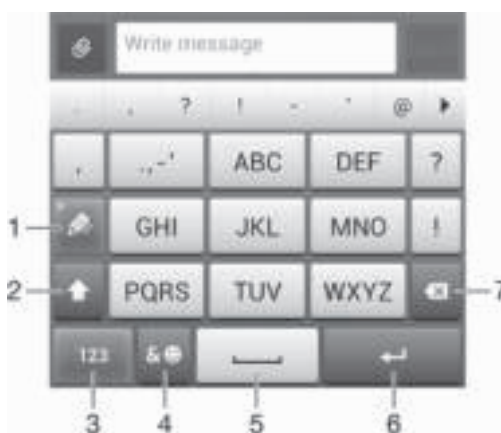 Write message
. , ? ! - ' @
, .,-' ABC DEF ?
1 GHI JKL MNO !
2 PQRS TUV WXYZ 7
123 &
3 4 5 6